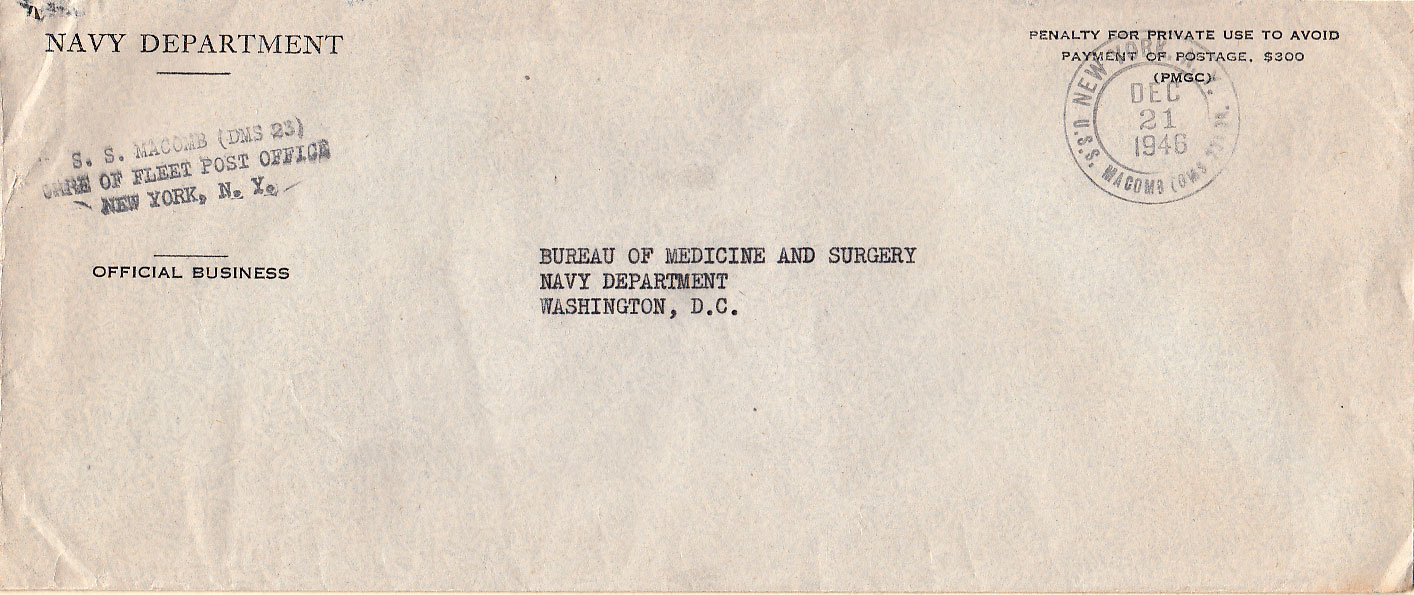 NAVY DEPARTMENT
S. S. MACOMB (DMS 23)
CARE OF FLEET POST OFFICE
NEW YORK, N. Y.
OFFICIAL BUSINESS
PENALTY FOR PRIVATE USE TO AVOID
PAYMENT OF POSTAGE, $300
(PMGC)
NEW YORK, N. Y.
DEC
21
1946
U.S.S. MACOMB (DMS 23)
BUREAU OF MEDICINE AND SURGERY
NAVY DEPARTMENT
WASHINGTON, D.C.